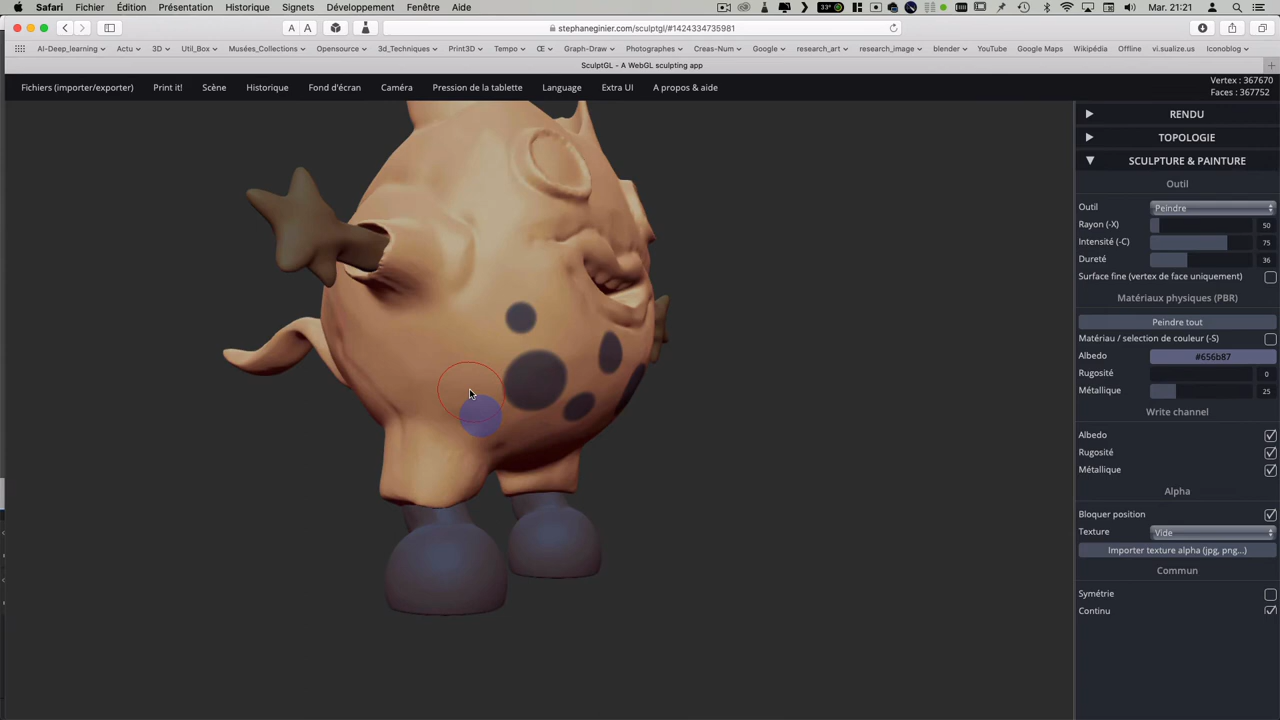 Safari Fichier Édition Présentation Historique Signets Développement Fenêtre Aide 33° Mar. 21:21
A A stephaneginier.com/sculptgl/#1424334735981
AI-Deep_learning Actu 3D Util_Box Musées_Collections Opensource 3d_Techniques Print3D Tempo Œ Graph-Draw Photographes Creas-Num Google research_art research_image blender YouTube Google Maps Wikipédia Offline vi.sualize.us Iconoblog
SculptGL - A WebGL sculpting app
Fichiers (importer/exporter) Print it! Scène Historique Fond d'écran Caméra Pression de la tablette Language Extra UI A propos & aide
Vertex : 367670
Faces : 367752
RENDU
TOPOLOGIE
SCULPTURE & PAINTURE
Outil
Outil Peindre
Rayon (-X) 50
Intensité (-C) 75
Dureté 36
Surface fine (vertex de face uniquement)
Matériaux physiques (PBR)
Peindre tout
Matériau / selection de couleur (-S)
Albedo #656b87
Rugosité 0
Métallique 25
Write channel
Albedo
Rugosité
Métallique
Alpha
Bloquer position
Texture Vide
Importer texture alpha (jpg, png...)
Commun
Symétrie
Continu